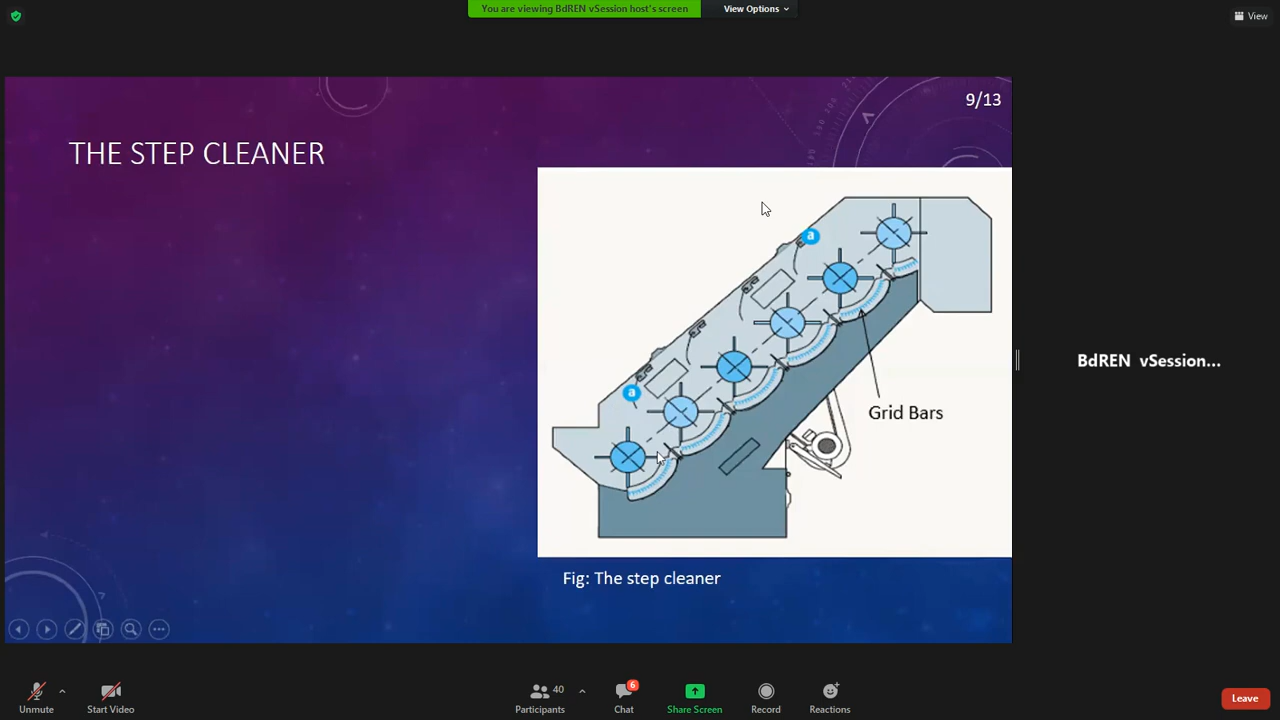 You are viewing BdREN vSession host's screen
View Options
View
9/13
THE STEP CLEANER
a
a
Grid Bars
BdREN vSession...
Fig: The step cleaner
Unmute
Start Video
40
Participants
6
Chat
Share Screen
Record
Reactions
Leave